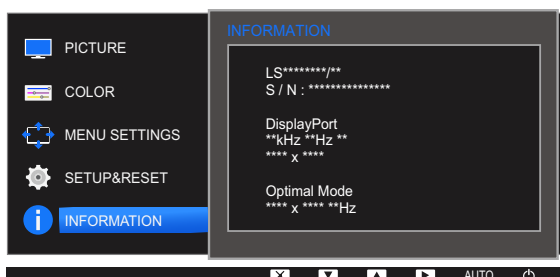 PICTURE
COLOR
MENU SETTINGS
SETUP&RESET
INFORMATION
INFORMATION
LS********/**
S / N : ***************
DisplayPort
**kHz **Hz **
**** x ****
Optimal Mode
**** x **** **Hz
AUTO